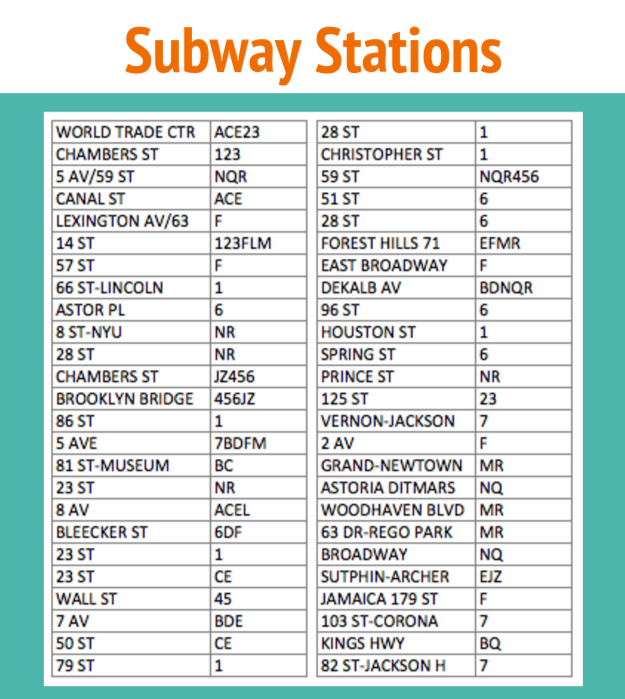 Subway Stations
WORLD TRADE CTR ACE23
CHAMBERS ST 123
5 AV/59 ST NQR
CANAL ST ACE
LEXINGTON AV/63 F
14 ST 123FLM
57 ST F
66 ST-LINCOLN 1
ASTOR PL 6
8 ST-NYU NR
28 ST NR
CHAMBERS ST JZ456
BROOKLYN BRIDGE 456JZ
86 ST 1
5 AVE 7BDFM
81 ST-MUSEUM BC
23 ST NR
8 AV ACEL
BLEECKER ST 6DF
23 ST 1
23 ST CE
WALL ST 45
7 AV BDE
50 ST CE
79 ST 1
28 ST 1
CHRISTOPHER ST 1
59 ST NQR456
51 ST 6
28 ST 6
FOREST HILLS 71 EFMR
EAST BROADWAY F
DEKALB AV BDNQR
96 ST 6
HOUSTON ST 1
SPRING ST 6
PRINCE ST NR
125 ST 23
VERNON-JACKSON 7
2 AV F
GRAND-NEWTOWN MR
ASTORIA DITMARS NQ
WOODHAVEN BLVD MR
63 DR-REGO PARK MR
BROADWAY NQ
SUTPHIN-ARCHER EJZ
JAMAICA 179 ST F
103 ST-CORONA 7
KINGS HWY BQ
82 ST-JACKSON H 7